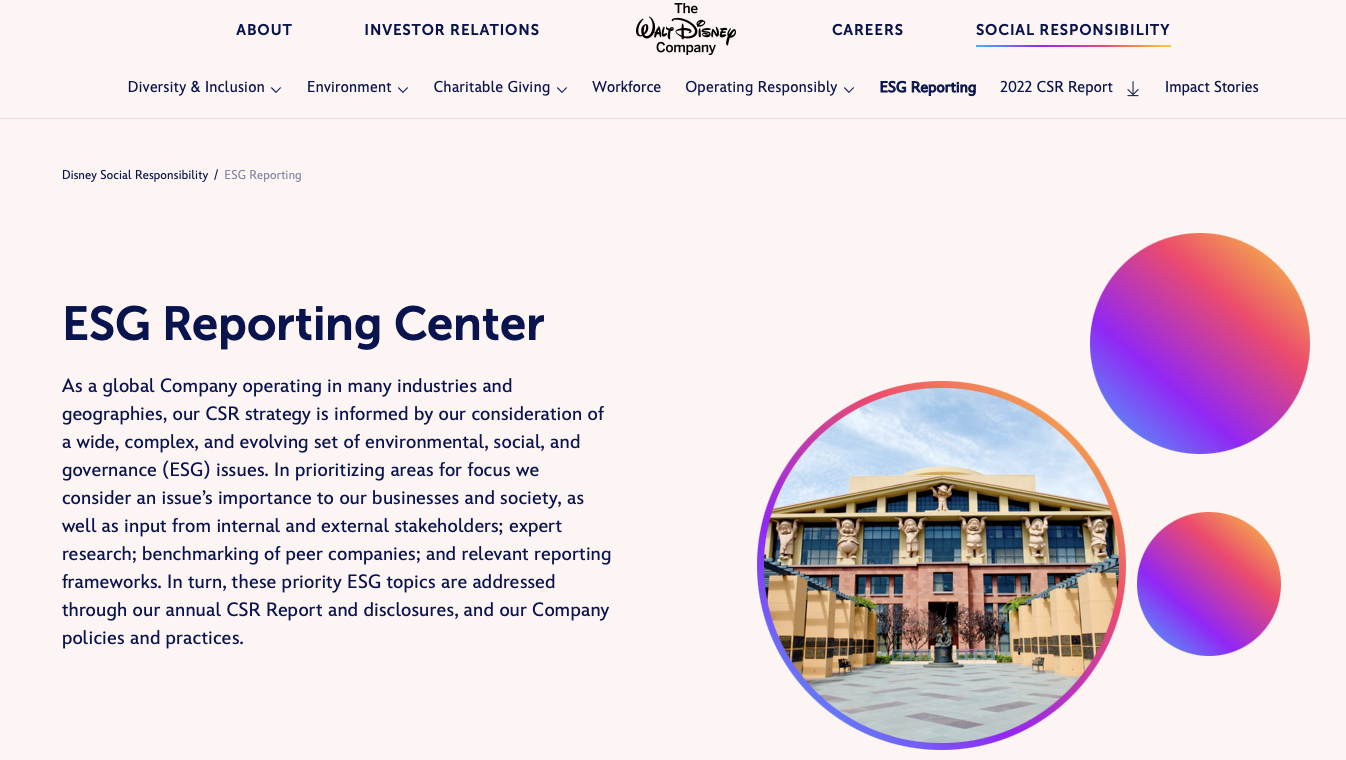 ABOUT INVESTOR RELATIONS The Walt Disney Company CAREERS SOCIAL RESPONSIBILITY
Diversity & Inclusion Environment Charitable Giving Workforce Operating Responsibly ESG Reporting 2022 CSR Report Impact Stories
Disney Social Responsibility / ESG Reporting
ESG Reporting Center
As a global Company operating in many industries and
geographies, our CSR strategy is informed by our consideration of
a wide, complex, and evolving set of environmental, social, and
governance (ESG) issues. In prioritizing areas for focus we
consider an issue’s importance to our businesses and society, as
well as input from internal and external stakeholders; expert
research; benchmarking of peer companies; and relevant reporting
frameworks. In turn, these priority ESG topics are addressed
through our annual CSR Report and disclosures, and our Company
policies and practices.